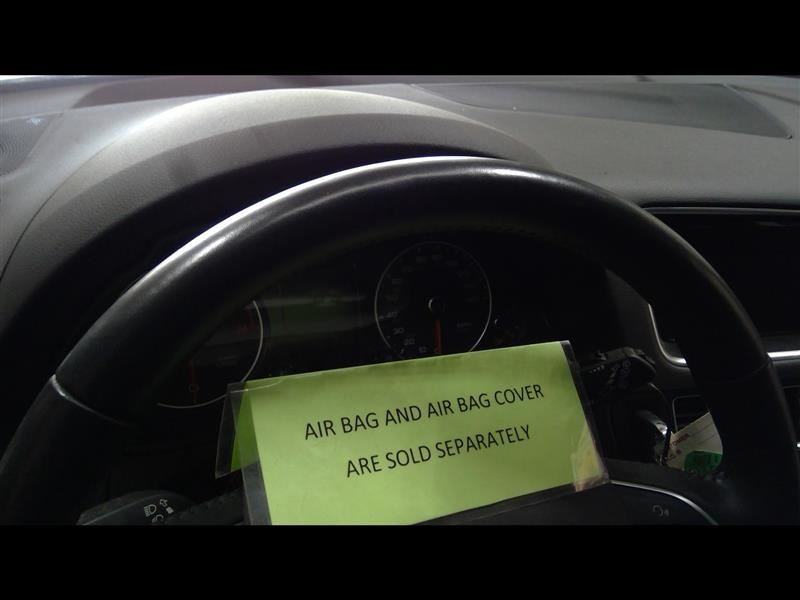 AIR BAG AND AIR BAG COVER
ARE SOLD SEPARATELY